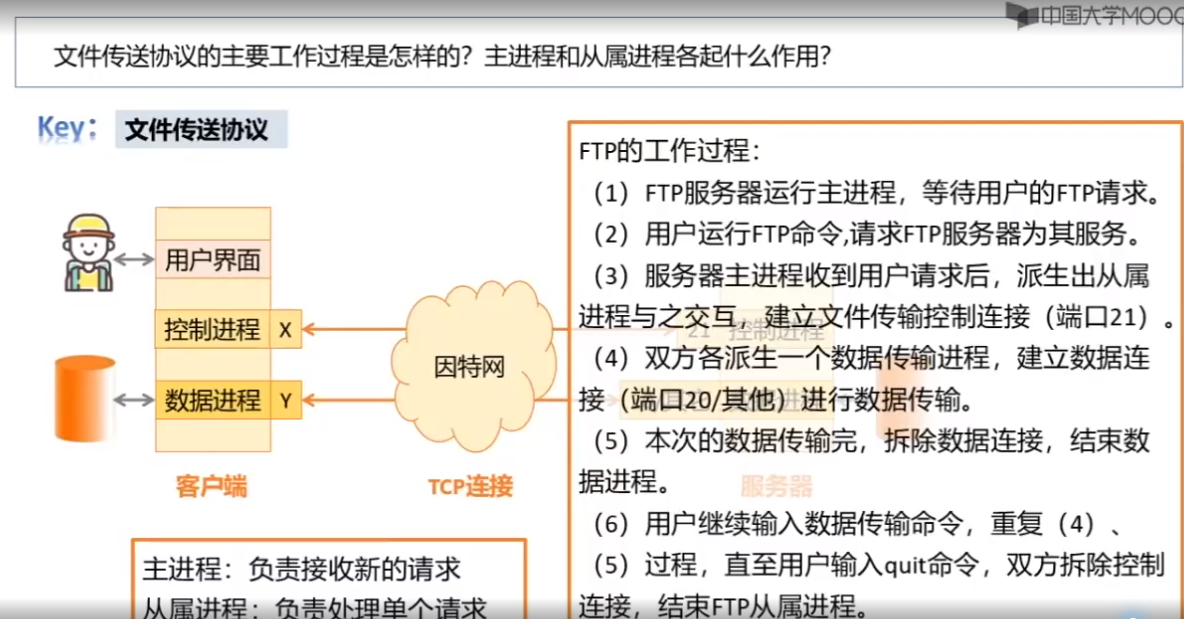 中国大学MOOC
文件传送协议的主要工作过程是怎样的？主进程和从属进程各起什么作用？
Key：
文件传送协议
用户界面
控制进程 X
数据进程 Y
客户端
因特网
TCP连接
21 控制进程
服务器
FTP的工作过程：
（1）FTP服务器运行主进程，等待用户的FTP请求。
（2）用户运行FTP命令,请求FTP服务器为其服务。
（3）服务器主进程收到用户请求后，派生出从属
进程与之交互，建立文件传输控制连接（端口21）。
（4）双方各派生一个数据传输进程，建立数据连
接（端口20/其他）进行数据传输。
（5）本次的数据传输完，拆除数据连接，结束数
据进程。
（6）用户继续输入数据传输命令，重复（4）、
（5）过程，直至用户输入quit命令，双方拆除控制
连接，结束FTP从属进程。
主进程：负责接收新的请求
从属进程：负责处理单个请求